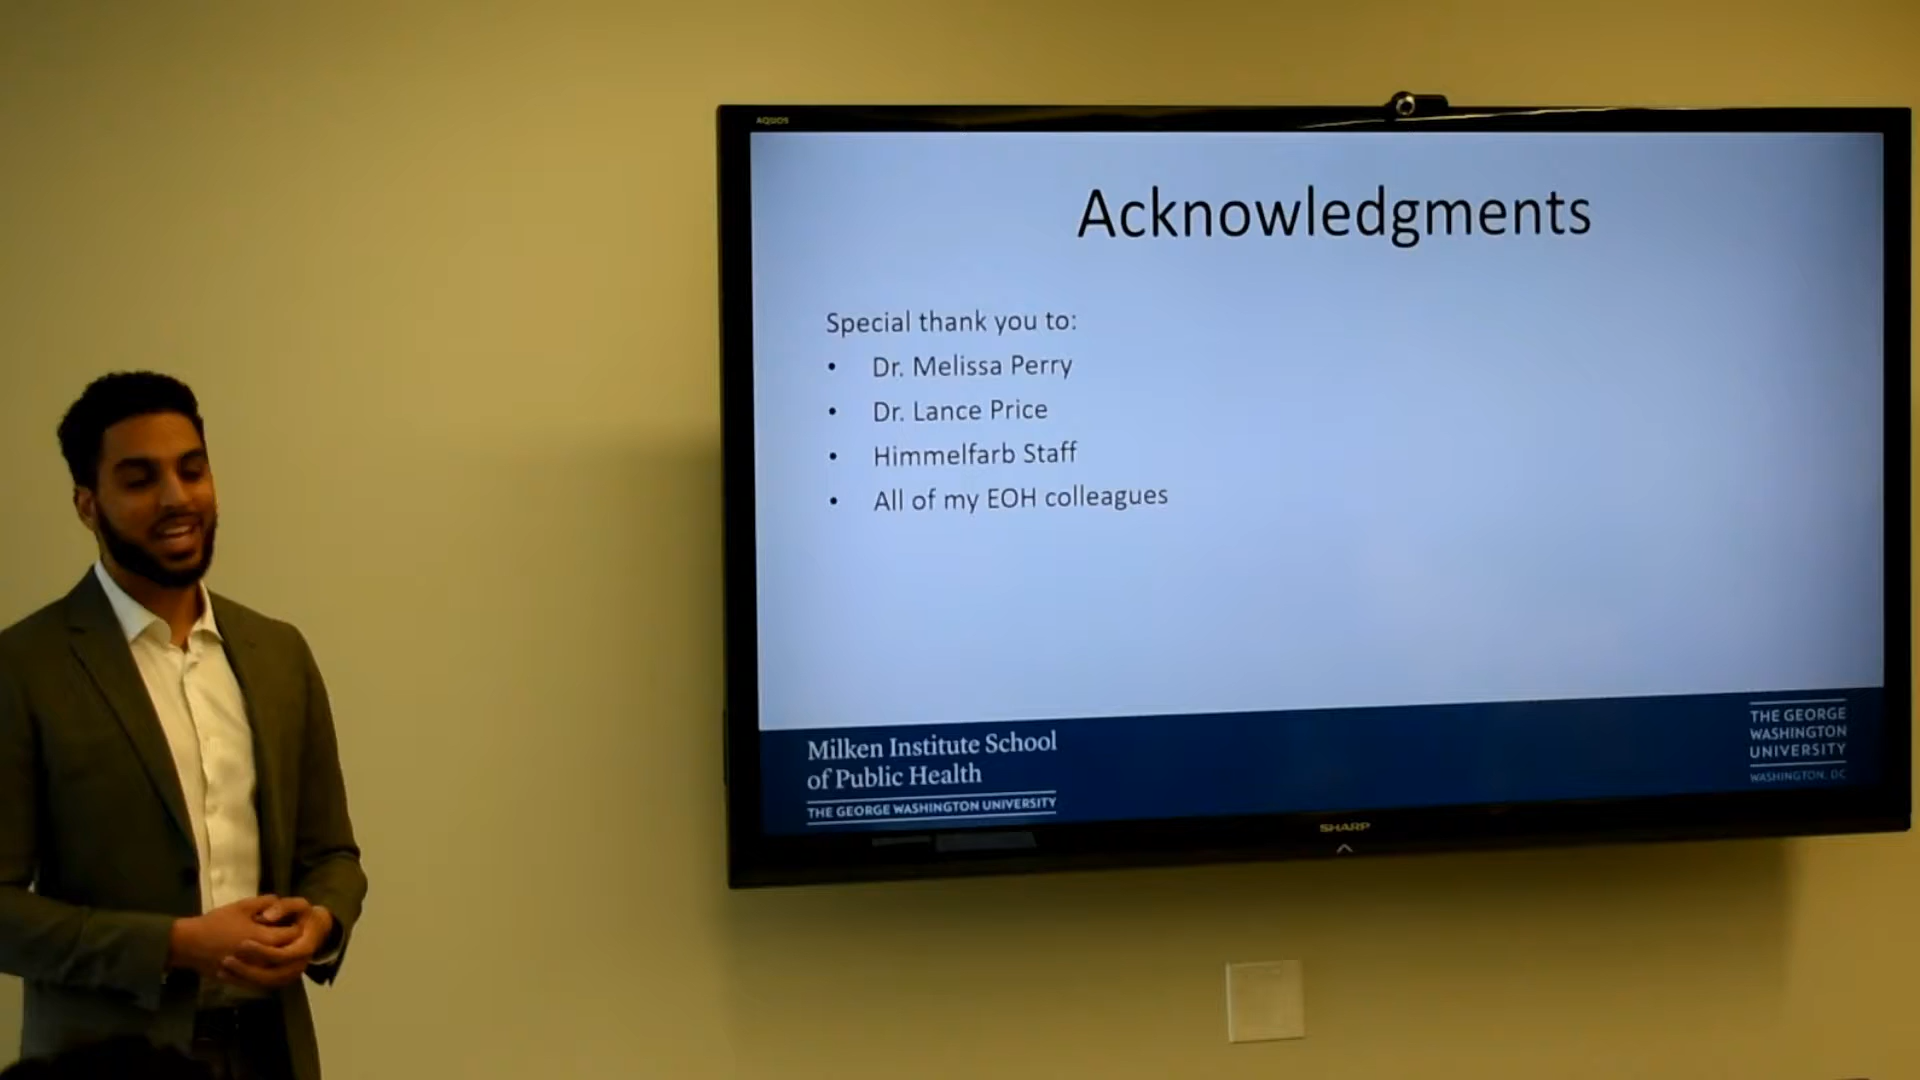 AQUOS
Acknowledgments
Special thank you to:
• Dr. Melissa Perry
• Dr. Lance Price
• Himmelfarb Staff
• All of my EOH colleagues
Milken Institute School
of Public Health
THE GEORGE WASHINGTON UNIVERSITY
THE GEORGE
WASHINGTON
UNIVERSITY
WASHINGTON, DC
SHARP